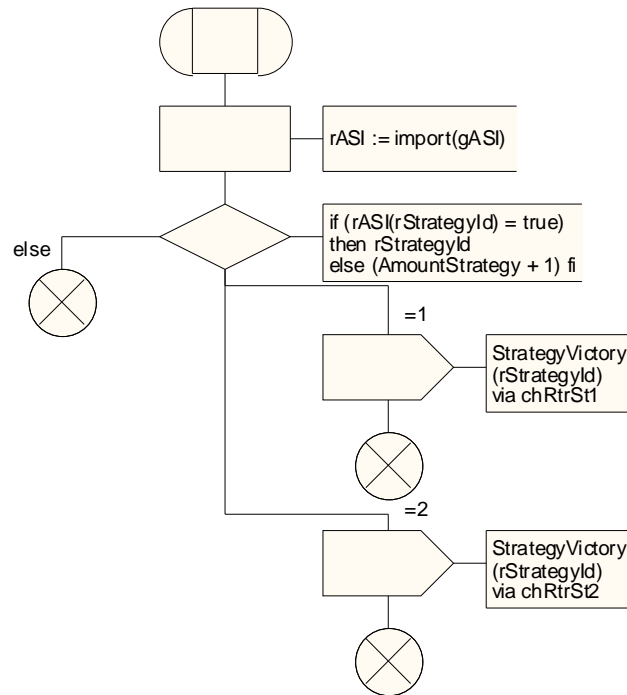 rASI := import(gASI)
if (rASI(rStrategyId) = true)
then rStrategyId
else (AmountStrategy + 1) fi
else
=1
StrategyVictory
(rStrategyId)
via chRtrSt1
=2
StrategyVictory
(rStrategyId)
via chRtrSt2